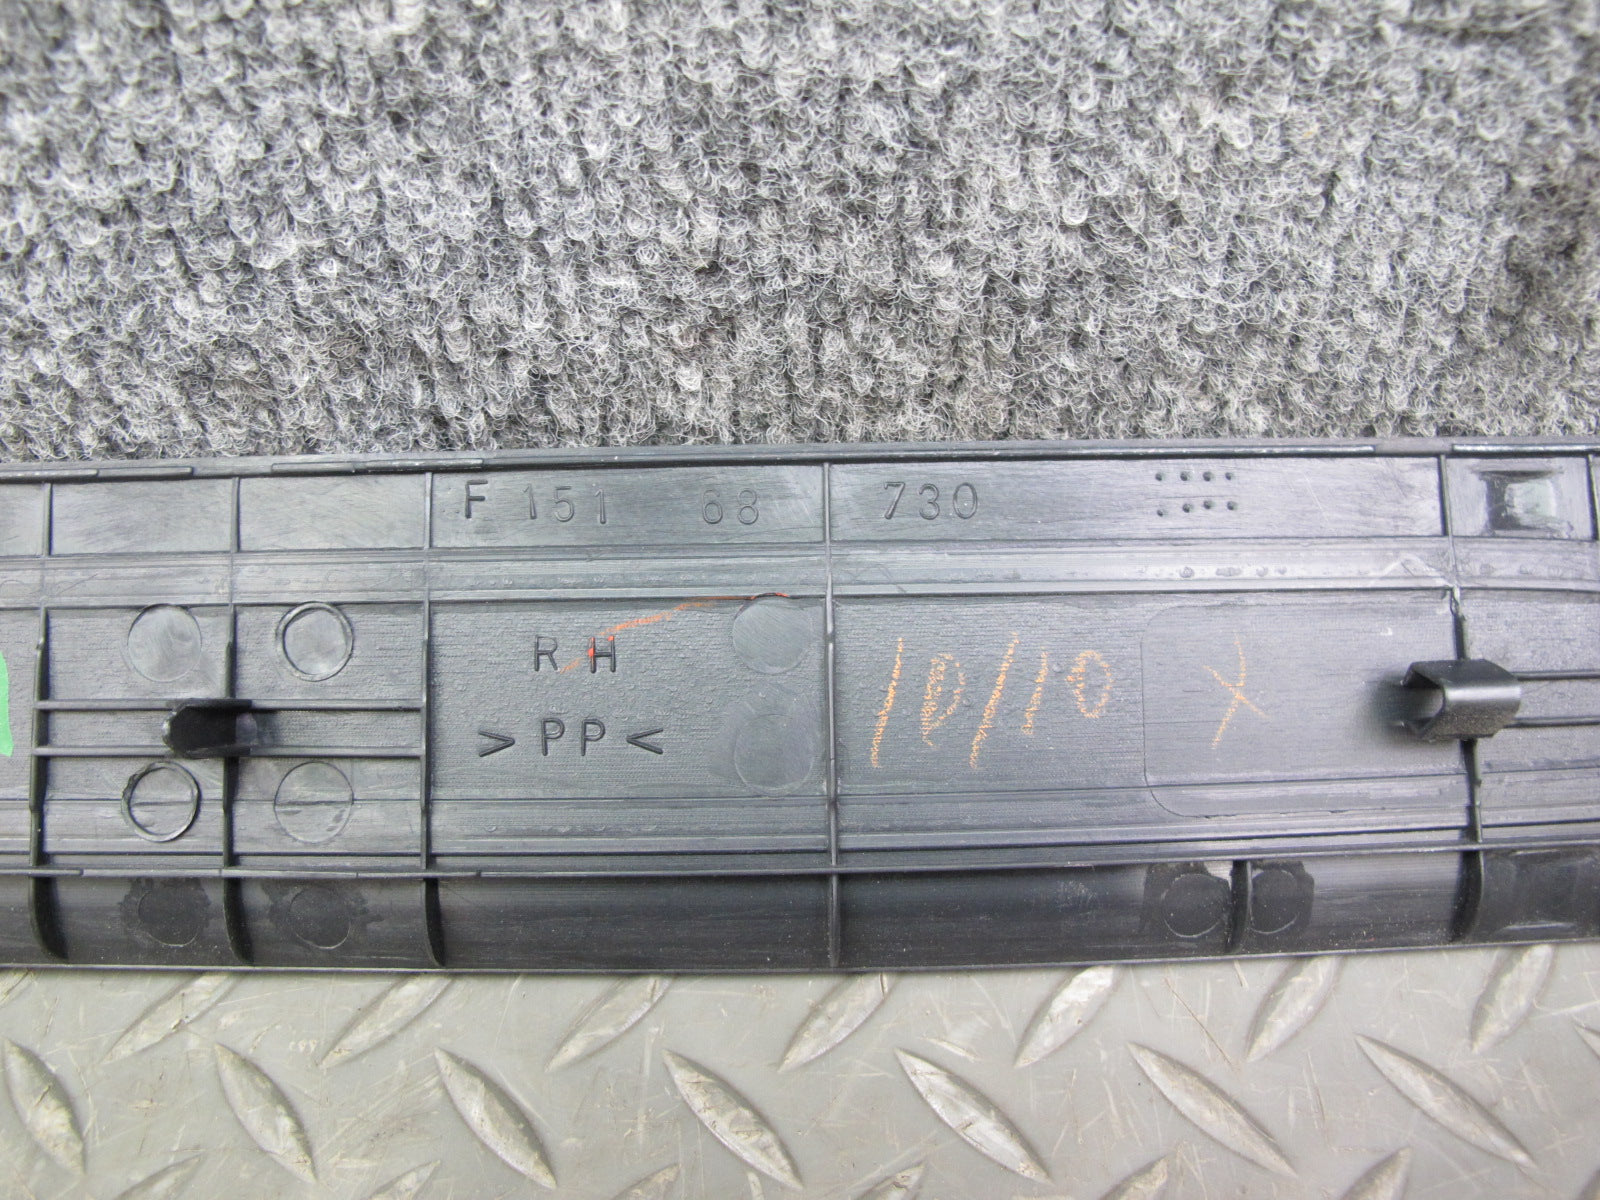 F 151 68 730
RH
>PP<
/10/10 X